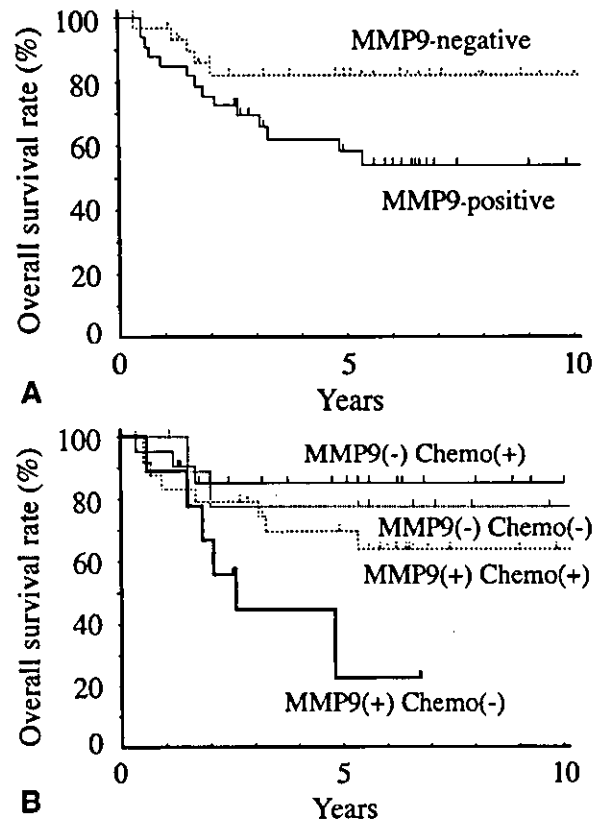 Overall survival rate (%)
100
80
60
40
20
0
MMP9-negative
MMP9-positive
0
5
10
Years
A
Overall survival rate (%)
100
80
60
40
20
0
MMP9(-) Chemo(+)
MMP9(-) Chemo(-)
MMP9(+) Chemo(+)
MMP9(+) Chemo(-)
0
5
10
Years
B